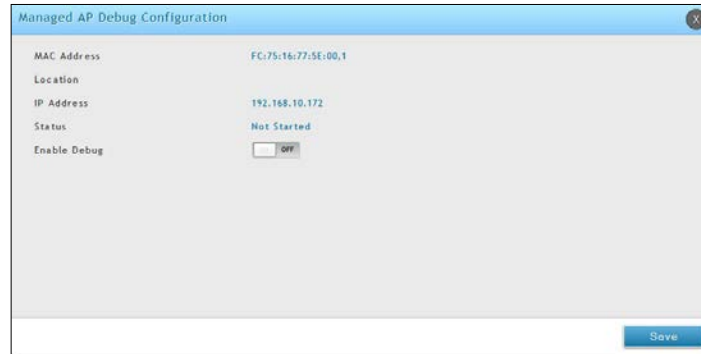 Managed AP Debug Configuration
X
MAC Address FC:75:16:77:5E:00,1
Location
IP Address 192.168.10.172
Status Not Started
Enable Debug OFF
Save